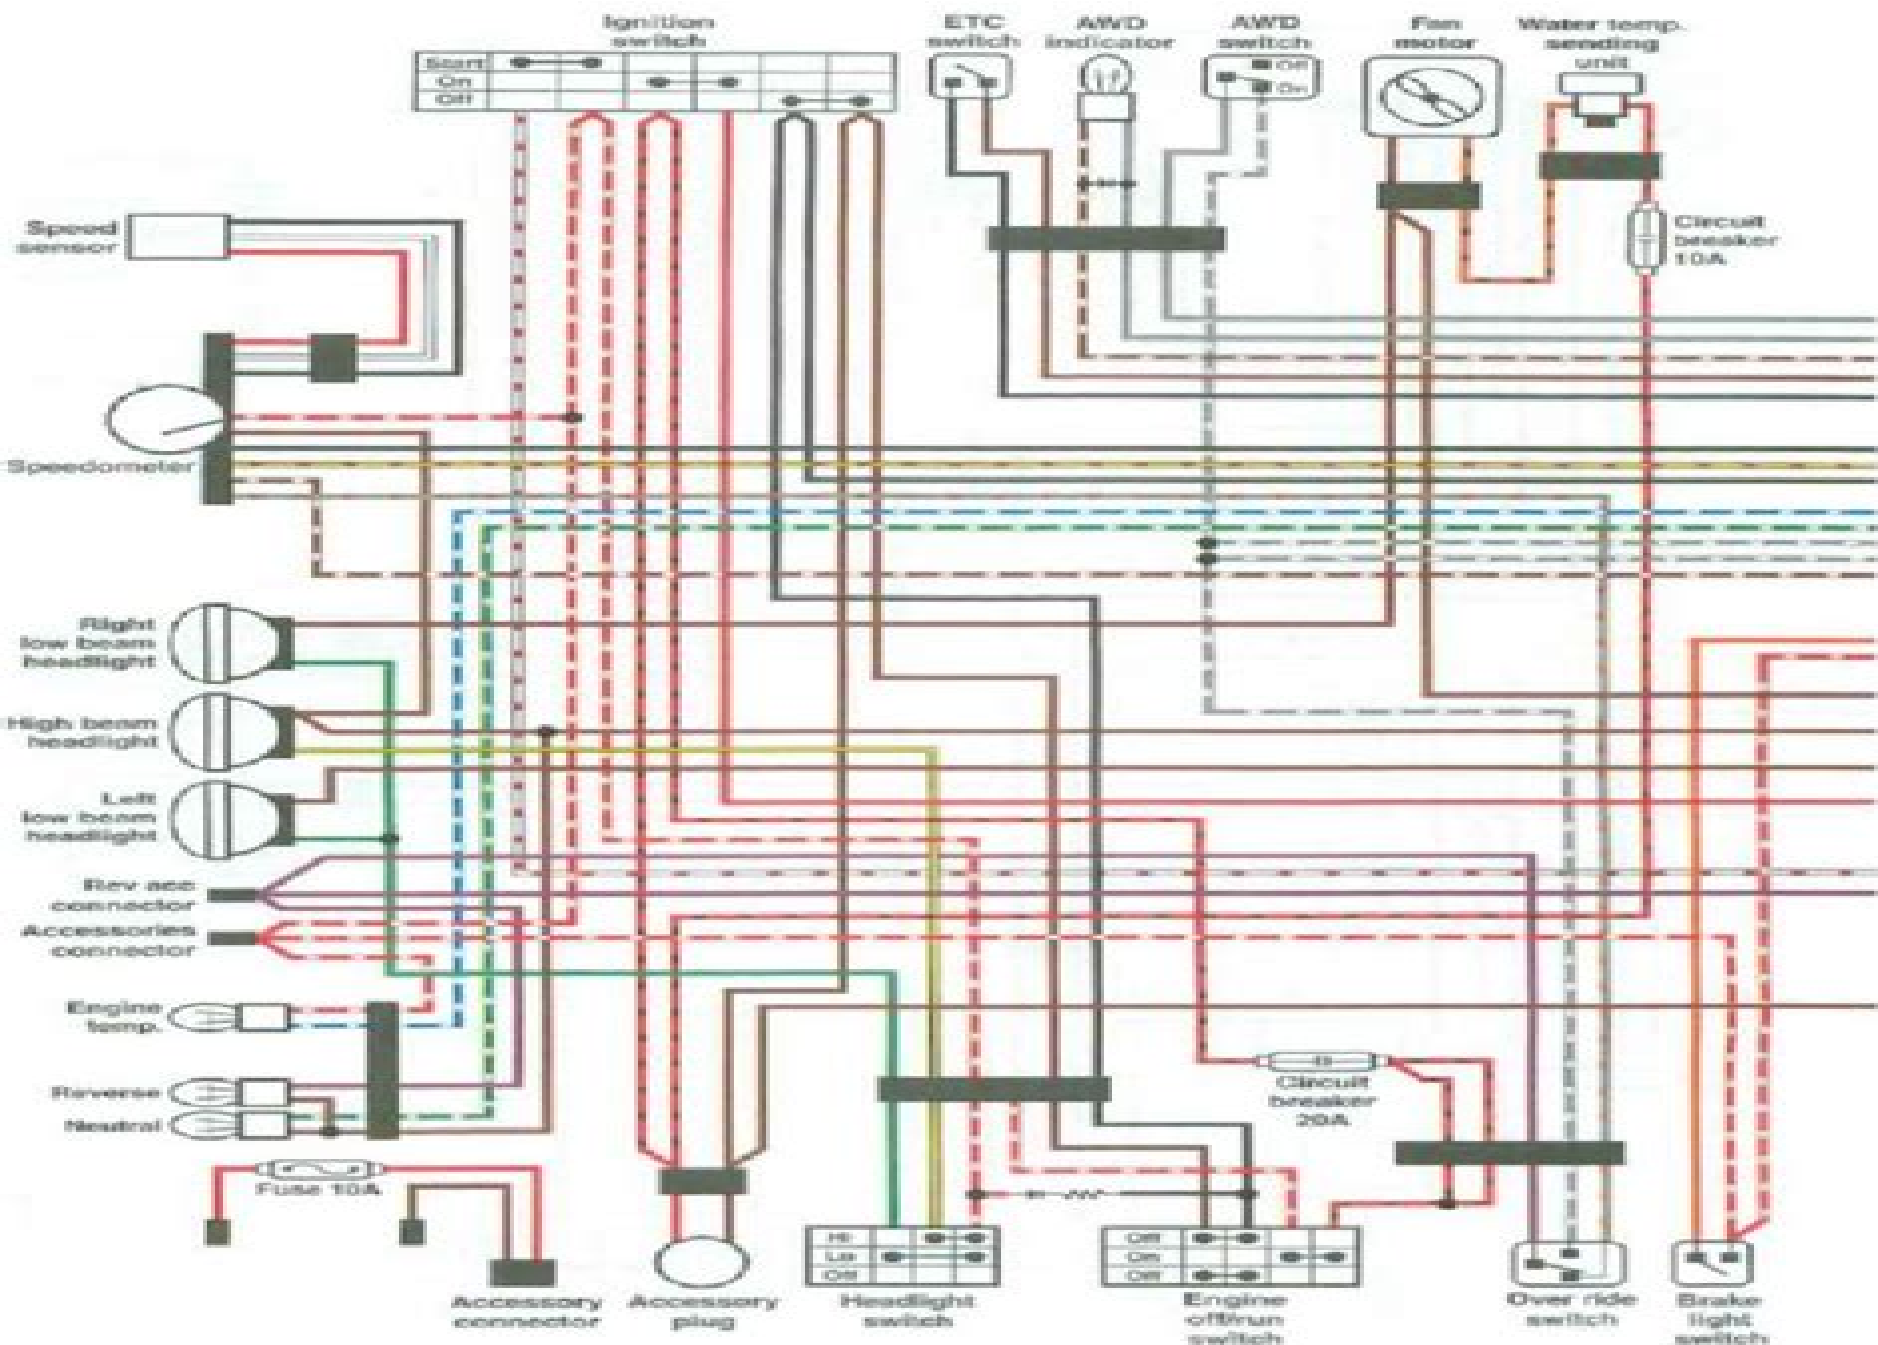 Ignition
switch
Start
On
Off
ETC
switch
AWD
indicator
AWD
switch
Off
On
Fan
motor
Water temp.
sending
unit
Circuit
breaker
10A
Speed
sensor
Speedometer
Right
low beam
headlight
High beam
headlight
Left
low beam
headlight
Rev acc
connector
Accessories
connector
Engine
temp.
Reverse
Neutral
Fuse 10A
Circuit
breaker
20A
Accessory
connector
Accessory
plug
Hi
Lo
Off
Headlight
switch
Off
On
Off
Engine
off/run
switch
Over ride
switch
Brake
light
switch